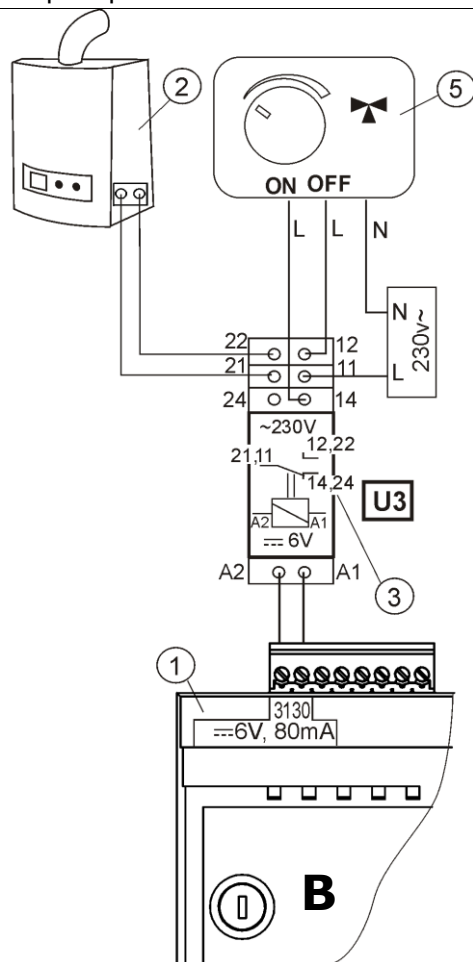 2
5
ON OFF
L L N
N
L
230v~
22 12
21 11
24 14
~230V
12,22
21,11
14,24
U3
A2 A1
6V
3
A2 A1
1
3130
6V, 80mA
B